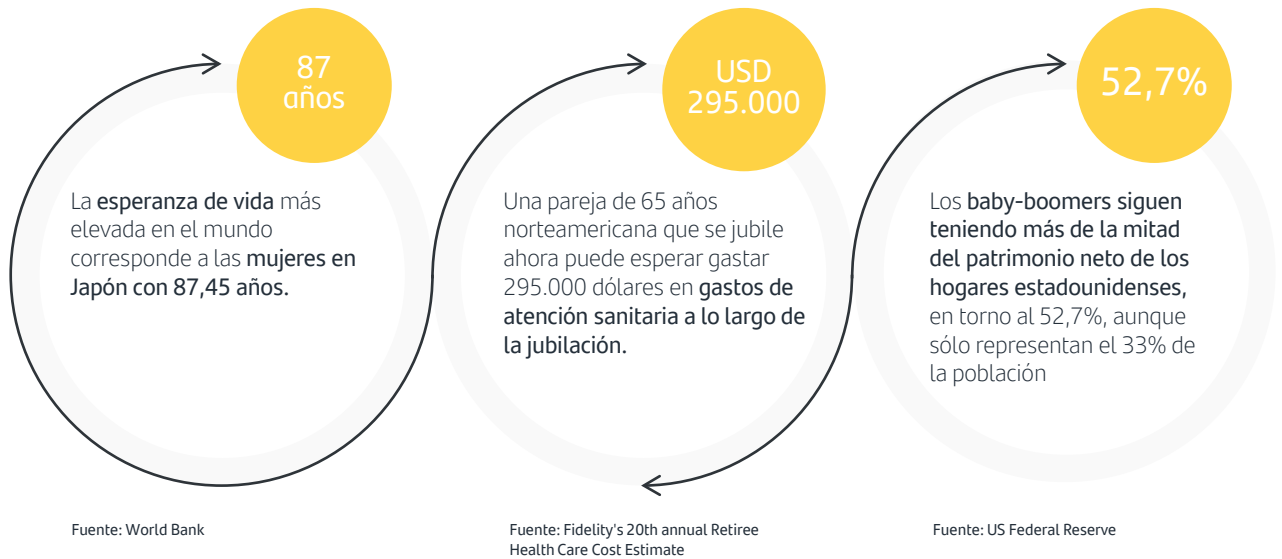 87
años
La esperanza de vida más
elevada en el mundo
corresponde a las mujeres en
Japón con 87,45 años.
Fuente: World Bank
USD
295.000
Una pareja de 65 años
norteamericana que se jubile
ahora puede esperar gastar
295.000 dólares en gastos de
atención sanitaria a lo largo de
la jubilación.
Fuente: Fidelity's 20th annual Retiree
Health Care Cost Estimate
52,7%
Los baby-boomers siguen
teniendo más de la mitad
del patrimonio neto de los
hogares estadounidenses,
en torno al 52,7%, aunque
sólo representan el 33% de
la población
Fuente: US Federal Reserve